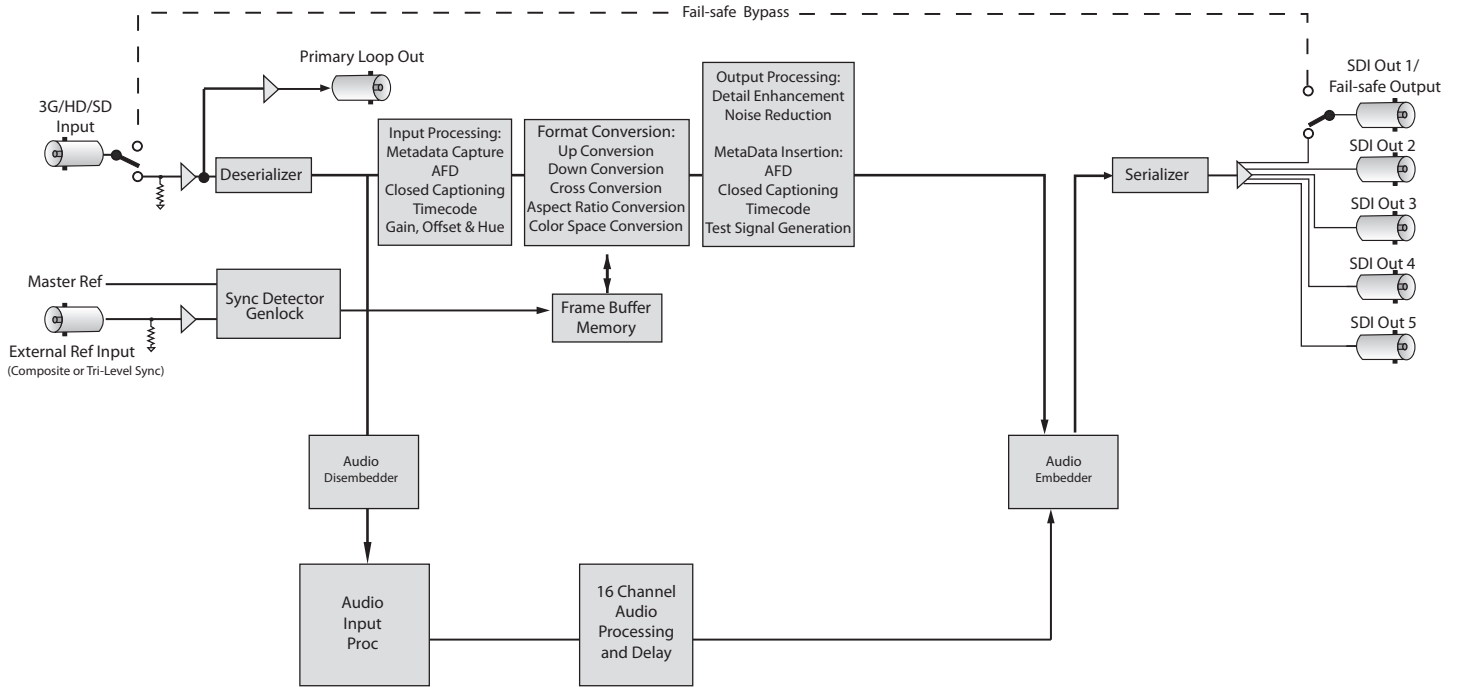 Fail-safe Bypass
Primary Loop Out
3G/HD/SD
Input
Deserializer
Input Processing:
Metadata Capture
AFD
Closed Captioning
Timecode
Gain, Offset & Hue
Format Conversion:
Up Conversion
Down Conversion
Cross Conversion
Aspect Ratio Conversion
Color Space Conversion
Output Processing:
Detail Enhancement
Noise Reduction
MetaData Insertion:
AFD
Closed Captioning
Timecode
Test Signal Generation
Serializer
SDI Out 1/
Fail-safe Output
SDI Out 2
SDI Out 3
SDI Out 4
SDI Out 5
Master Ref
External Ref Input
(Composite or Tri-Level Sync)
Sync Detector
Genlock
Frame Buffer
Memory
Audio
Disembedder
Audio
Embedder
Audio
Input
Proc
16 Channel
Audio
Processing
and Delay